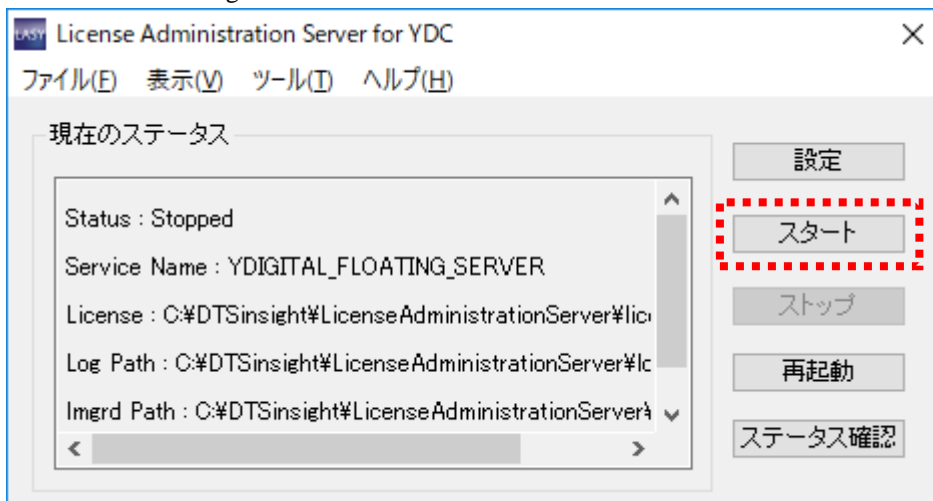 LASY License Administration Server for YDC
ファイル(F) 表示(V) ツール(T) ヘルプ(H)
現在のステータス
Status : Stopped
Service Name : YDIGITAL_FLOATING_SERVER
License : C:¥DTSinsight¥LicenseAdministrationServer¥lic
Log Path : C:¥DTSinsight¥LicenseAdministrationServer¥lo
lmgrd Path : C:¥DTSinsight¥LicenseAdministrationServer¥
設定
スタート
ストップ
再起動
ステータス確認